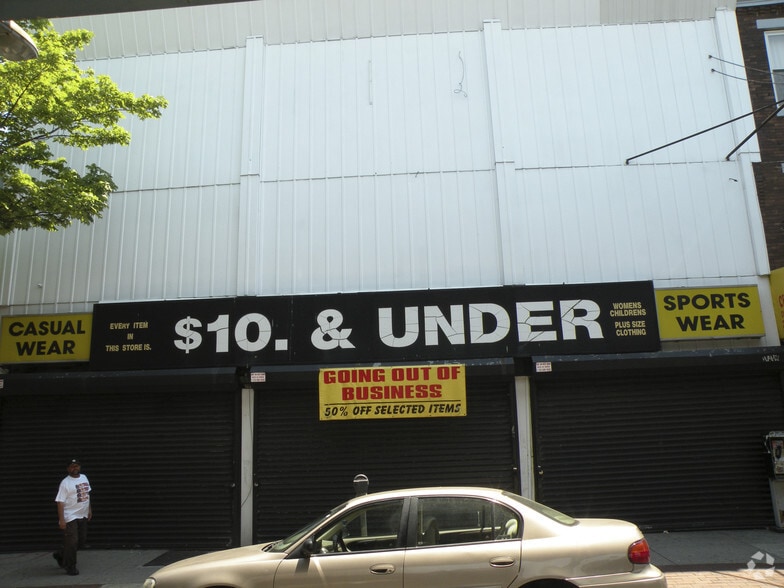 CASUAL
WEAR
EVERY ITEM
IN
THIS STORE IS.
$10. & UNDER
WOMENS
CHILDRENS
PLUS SIZE
CLOTHING
SPORTS
WEAR
GOING OUT OF
BUSINESS
50% OFF SELECTED ITEMS